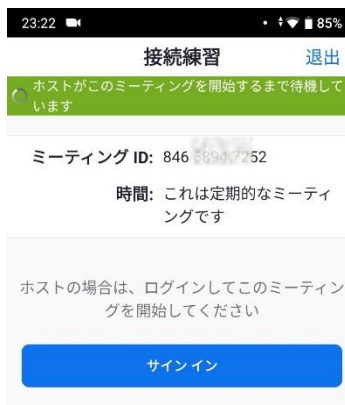 23:22 85%
接続練習 退出
ホストがこのミーティングを開始するまで待機して
います
ミーティング ID: 846 52
時間: これは定期的なミーティ
ングです
ホストの場合は、ログインしてこのミーティン
グを開始してください
サインイン